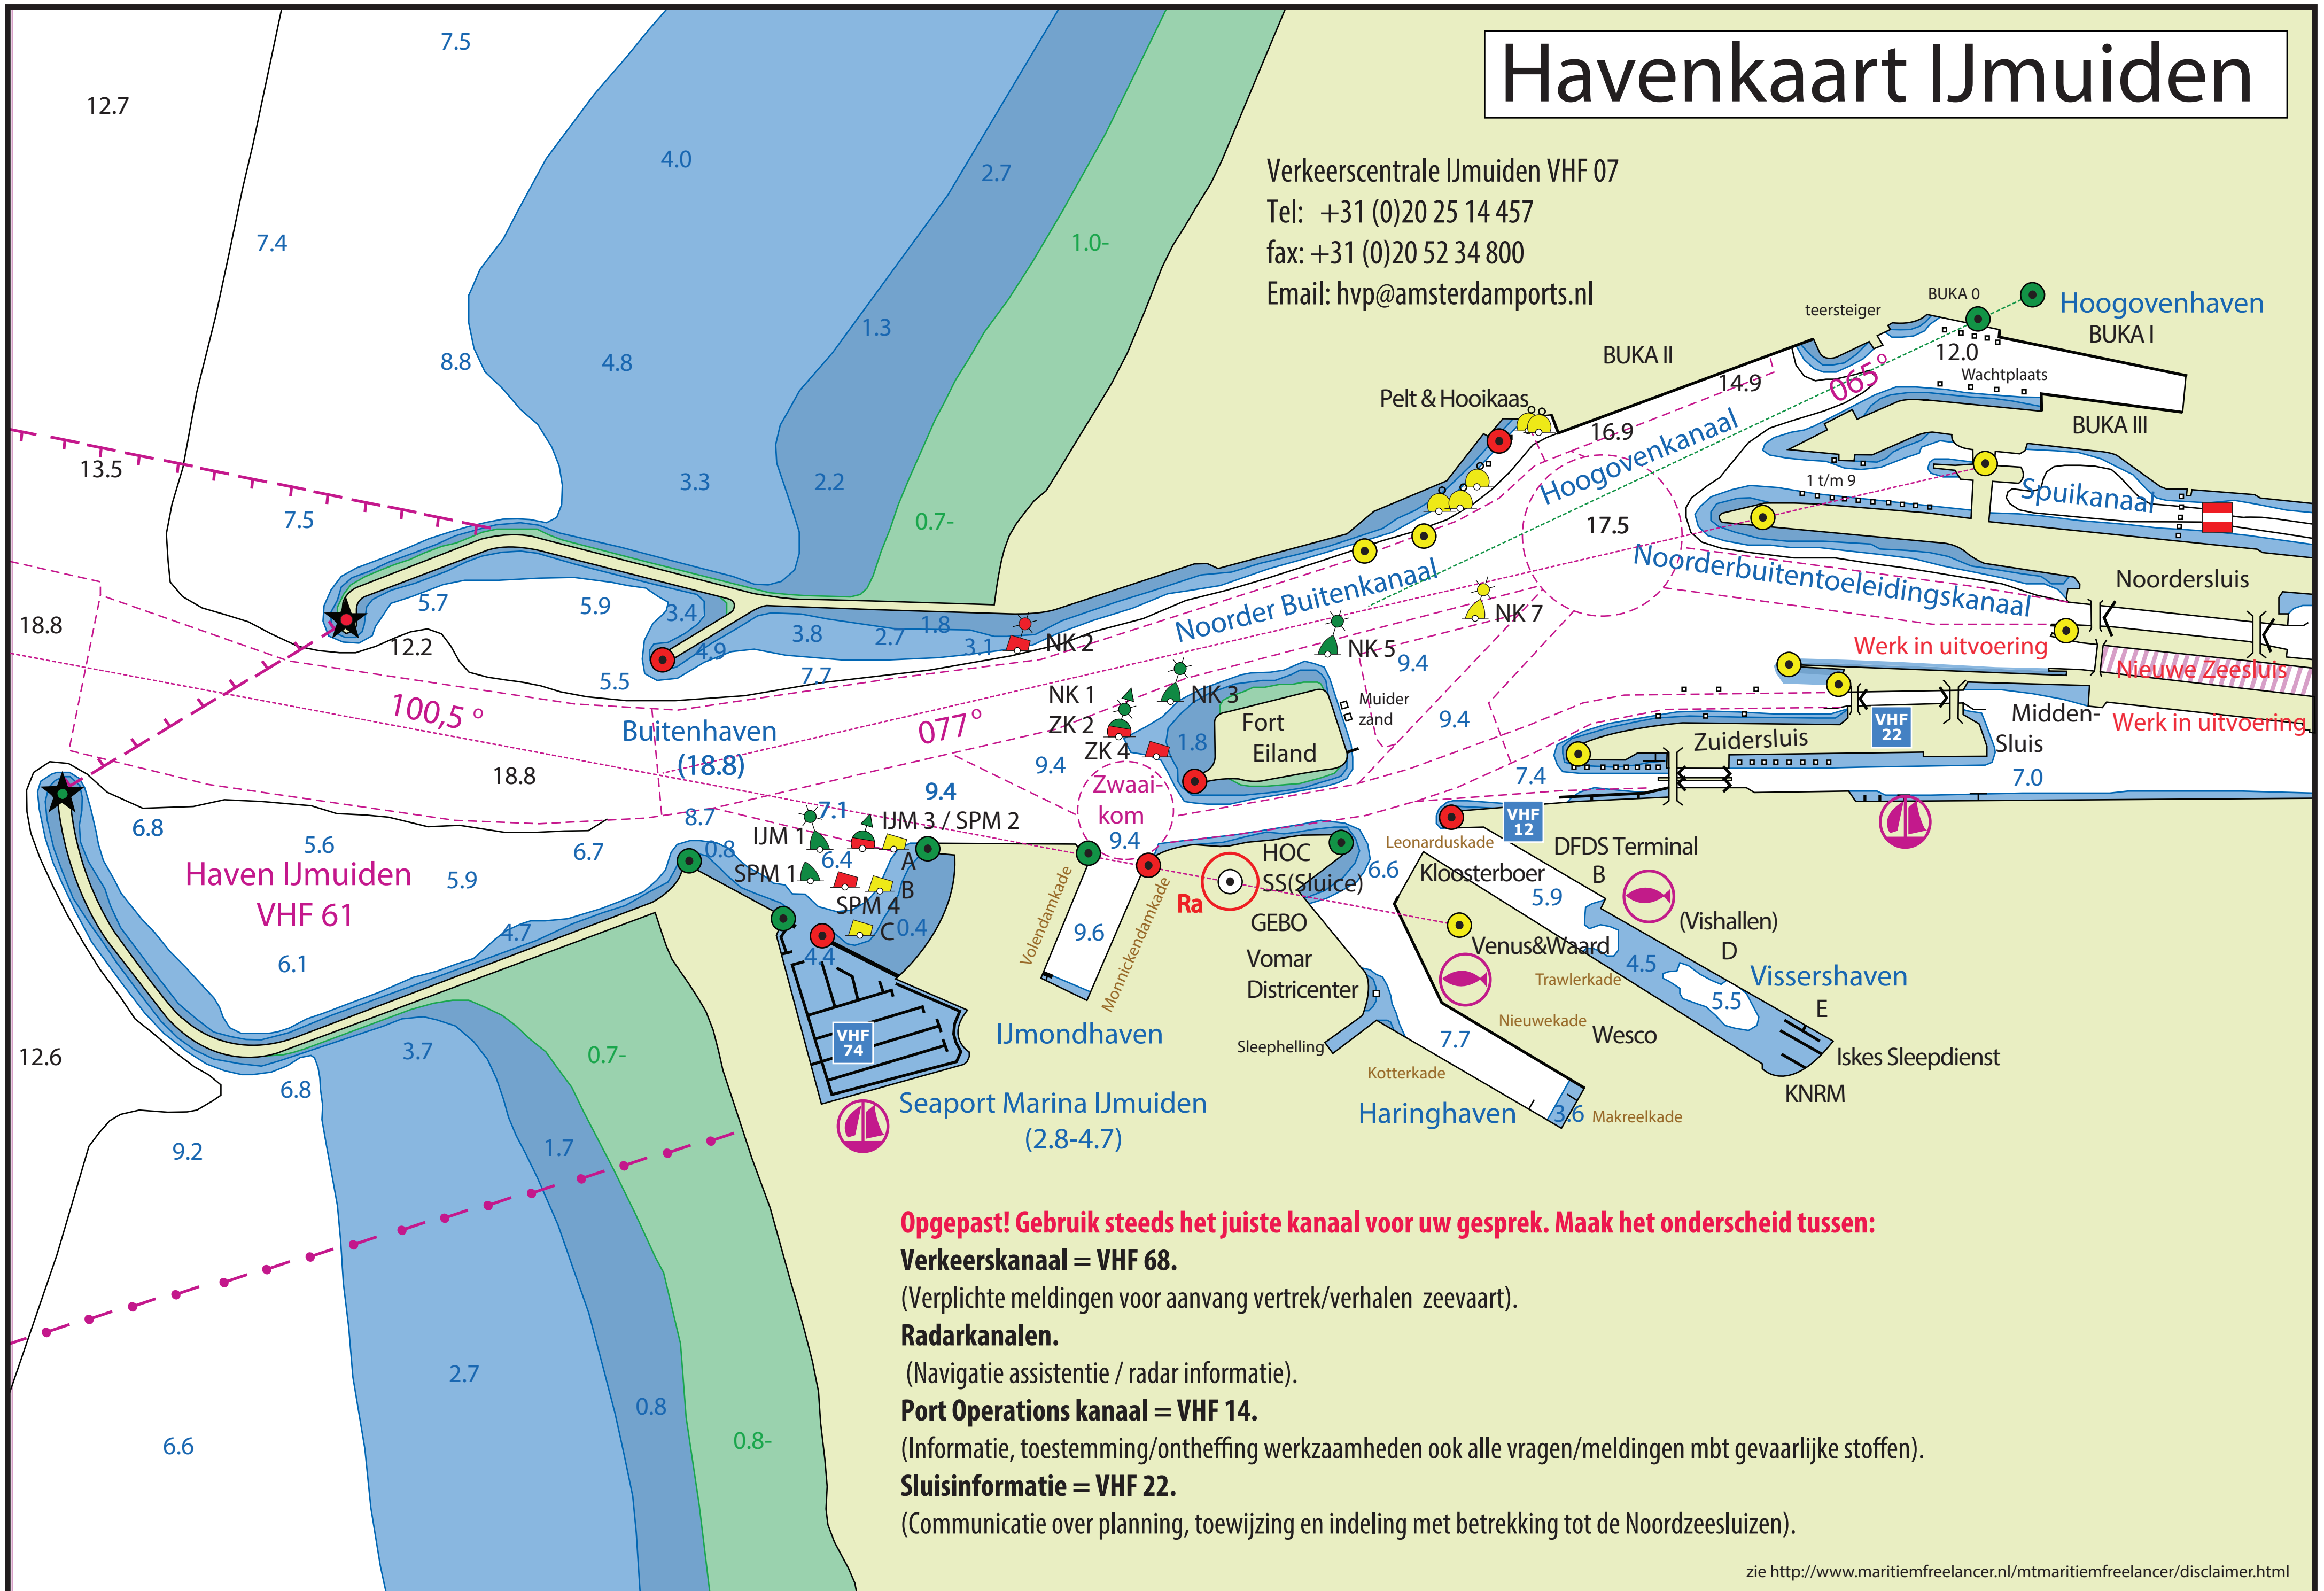 Havenkaart IJmuiden
Verkeerscentrale IJmuiden VHF 07
Tel: +31 (0)20 25 14 457
fax: +31 (0)20 52 34 800
Email: hvp@amsterdamports.nl
7.5
12.7
4.0
2.7
7.4
1.0-
1.3
8.8
4.8
3.3
2.2
13.5
7.5
0.7-
teersteiger
BUKA 0
Hoogovenhaven
BUKA I
BUKA II
12.0
Wachtplaats
14.9
065°
BUKA III
Pelt & Hooikaas
16.9
Hoogovenkanaal
1 t/m 9
Spuikanaal
17.5
Noorder Buitenkanaal
Noorderbuitentoeleidingskanaal
Noordersluis
18.8
5.7
5.9
3.4
12.2
4.9
5.5
3.8
2.7
1.8
3.1
7.7
NK 2
NK 7
NK 5
9.4
Werk in uitvoering
Nieuwe Zeesluis
Werk in uitvoering
100,5 °
Buitenhaven
(18.8)
077°
NK 1
NK 3
ZK 2
ZK 4
1.8
Fort
Eiland
Muider
zand
9.4
VHF
22
Midden-
Sluis
Zuidersluis
7.4
7.0
18.8
9.4
9.4
Zwaai-
kom
9.4
6.8
5.6
6.7
8.7
0.8
7.1
IJM 1
IJM 3 / SPM 2
6.4
A
SPM 1
B
SPM 4
C
0.4
4.4
Haven IJmuiden
VHF 61
5.9
4.7
6.1
Volendamkade
9.6
Monnickendamkade
Ra
HOC
SS(Sluice)
GEBO
Vomar
Districenter
6.6
Leonarduskade
VHF
12
Kloosterboer
DFDS Terminal
B
5.9
(Vishallen)
D
Venus&Waard
Trawlerkade
4.5
Vissershaven
5.5
E
Nieuwekade
Wesco
Iskes Sleepdienst
KNRM
7.7
Sleephelling
Kotterkade
Haringhaven
3.6
Makreelkade
VHF
74
IJmondhaven
Seaport Marina IJmuiden
(2.8-4.7)
12.6
3.7
0.7-
6.8
9.2
1.7
2.7
0.8
0.8-
6.6
Opgepast! Gebruik steeds het juiste kanaal voor uw gesprek. Maak het onderscheid tussen:
Verkeerskanaal = VHF 68.
(Verplichte meldingen voor aanvang vertrek/verhalen zeevaart).
Radarkanalen.
(Navigatie assistentie / radar informatie).
Port Operations kanaal = VHF 14.
(Informatie, toestemming/ontheffing werkzaamheden ook alle vragen/meldingen mbt gevaarlijke stoffen).
Sluisinformatie = VHF 22.
(Communicatie over planning, toewijzing en indeling met betrekking tot de Noordzeesluizen).
zie http://www.maritiemfreelancer.nl/mtmaritiemfreelancer/disclaimer.html